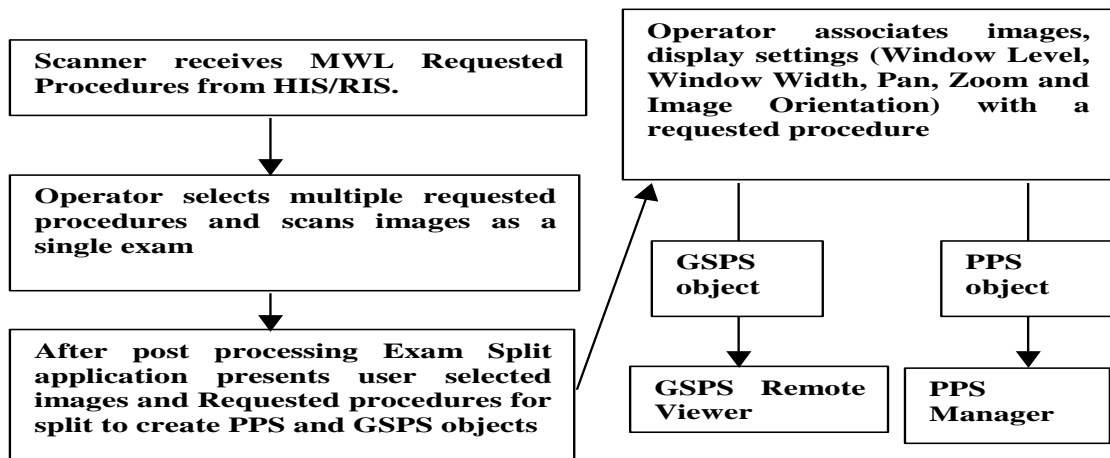 Scanner receives MWL Requested
Procedures from HIS/RIS.
Operator selects multiple requested
procedures and scans images as a
single exam
After post processing Exam Split
application presents user selected
images and Requested procedures for
split to create PPS and GSPS objects
Operator associates images,
display settings (Window Level,
Window Width, Pan, Zoom and
Image Orientation) with a
requested procedure
GSPS
object
PPS
object
GSPS Remote
Viewer
PPS
Manager